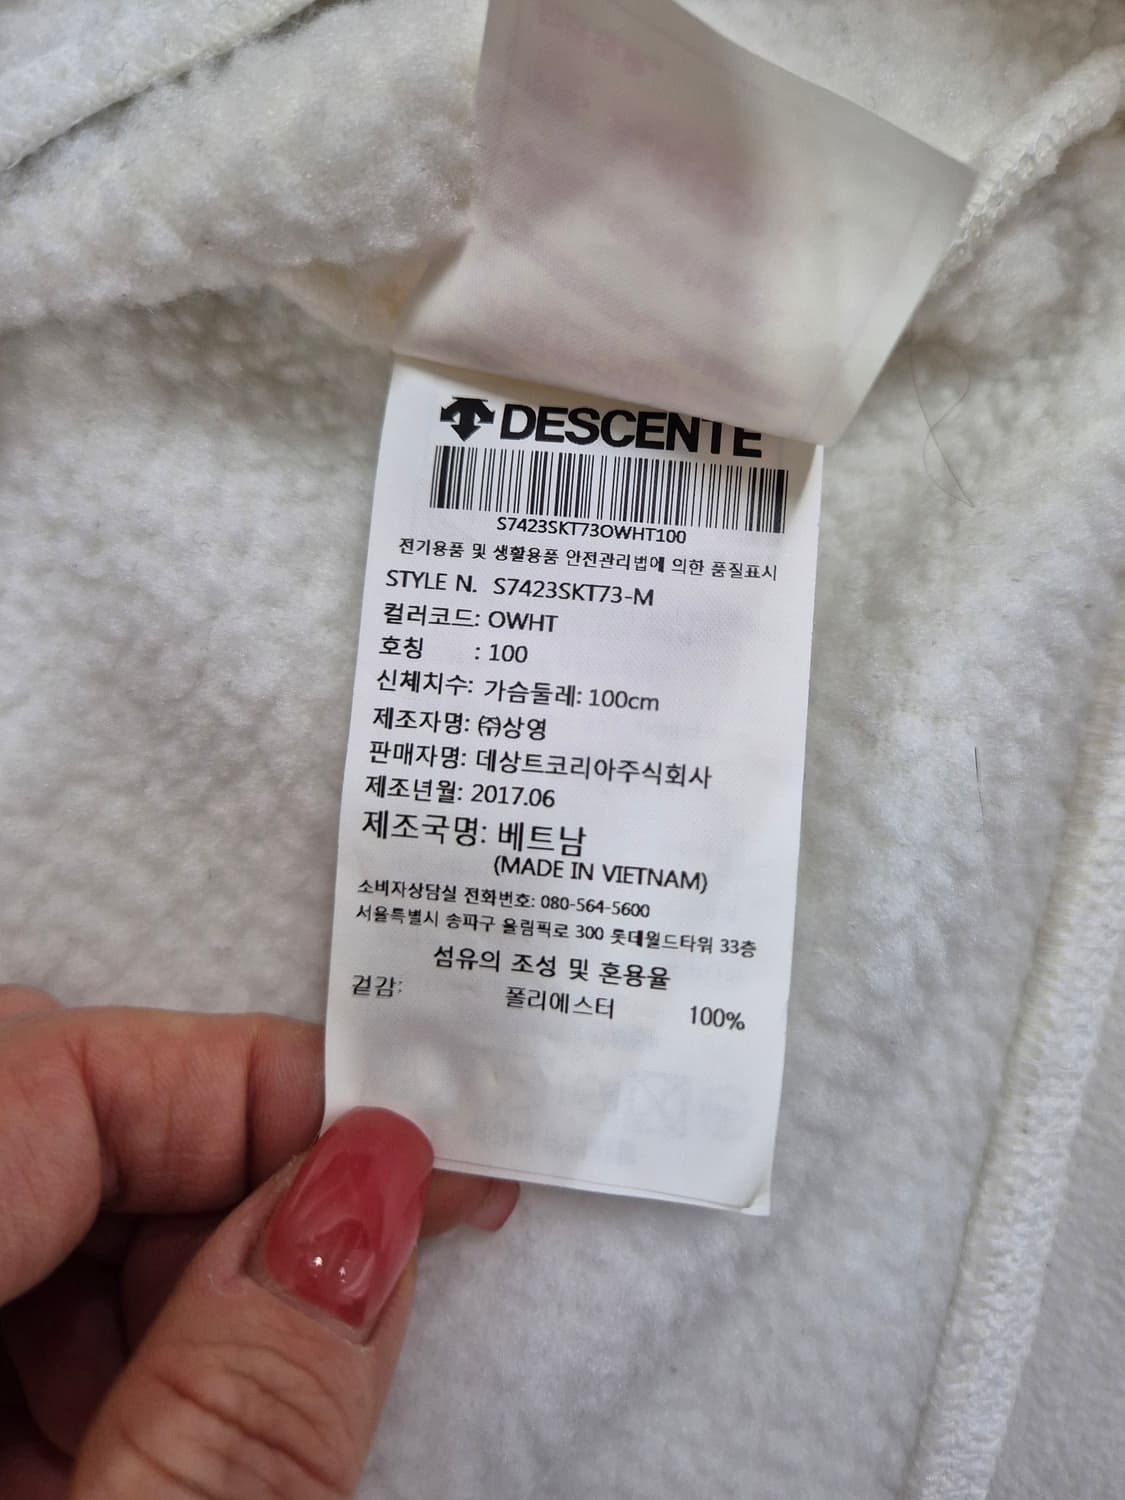 DESCENTE
S7423SKT73OWHT100
전기용품 및 생활용품 안전관리법에 의한 품질표시
STYLE N. S7423SKT73-M
컬러코드: OWHT
호칭 : 100
신체치수: 가슴둘레: 100cm
제조자명: ㈜상영
판매자명: 데상트코리아주식회사
제조년월: 2017.06
제조국명: 베트남
(MADE IN VIETNAM)
소비자상담실 전화번호: 080-564-5600
서울특별시 송파구 올림픽로 300 롯데월드타워 33층
섬유의 조성 및 혼용율
겉감: 폴리에스터 100%